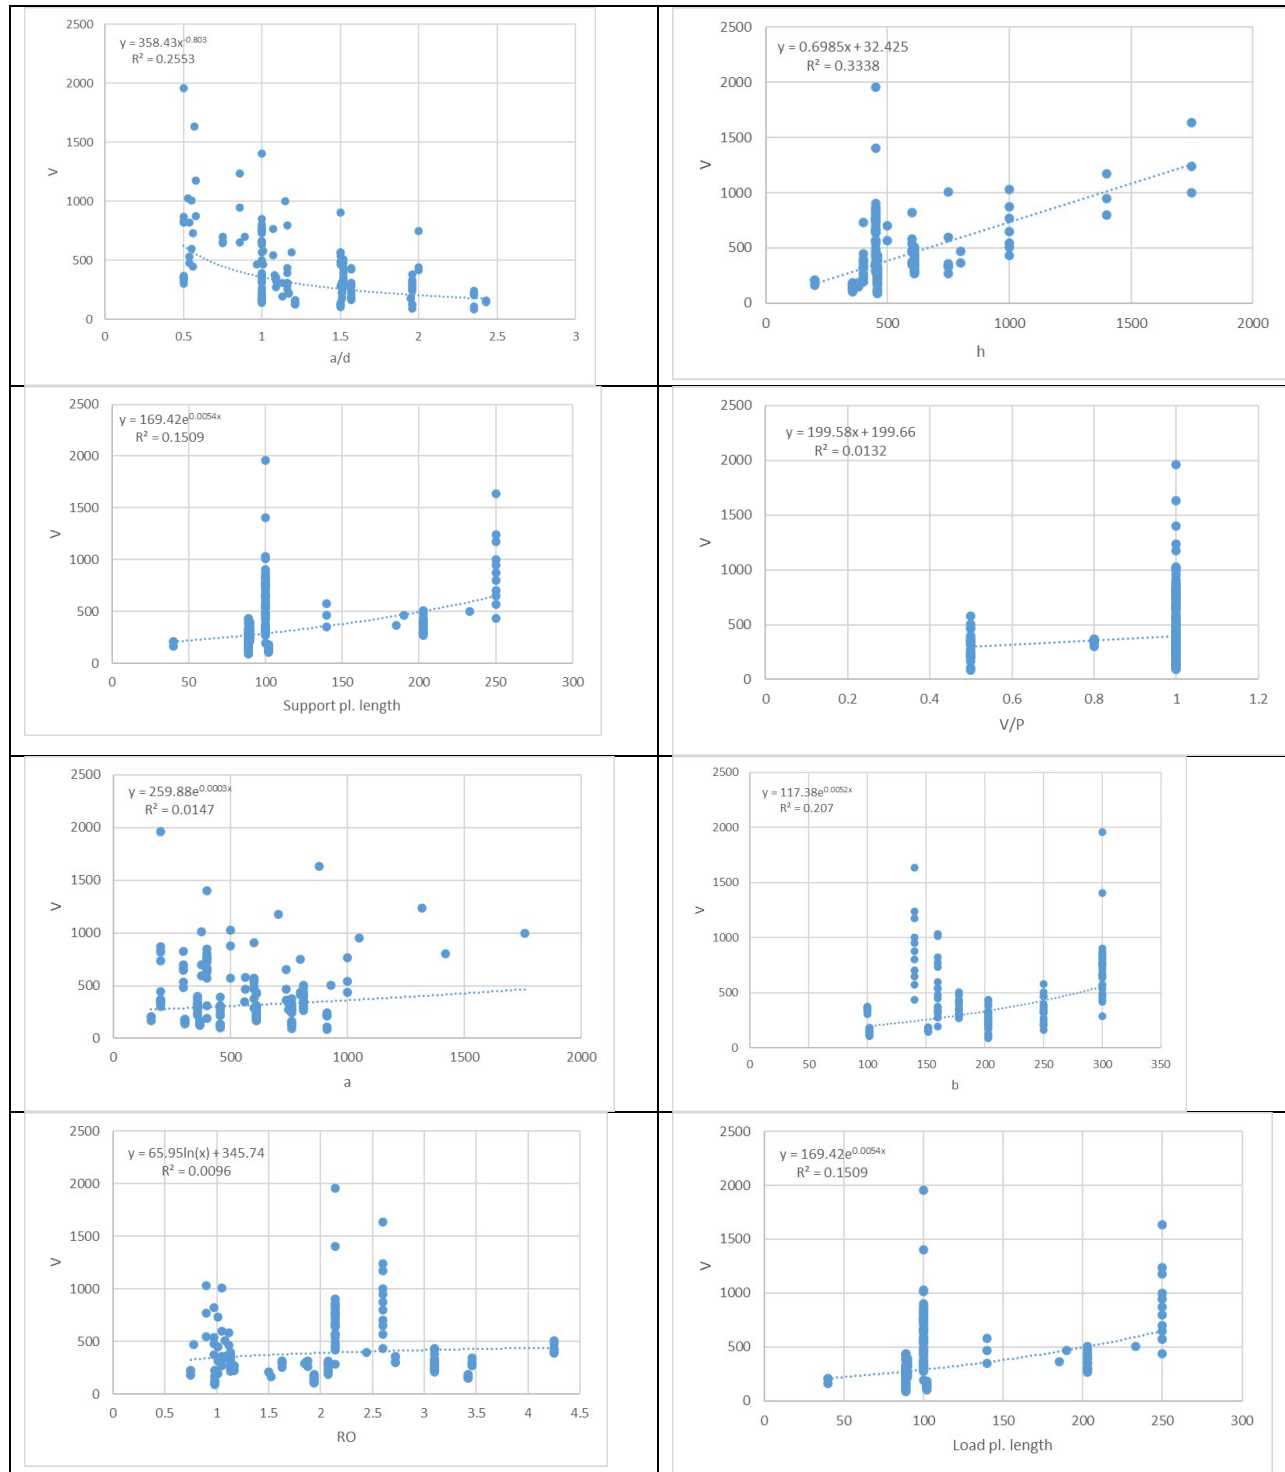 y = 358.43x^-0.803
R² = 0.2553
2500
2000
1500
1000
500
0
V
0 0.5 1 1.5 2 2.5 3
a/d
y = 0.6985x + 32.425
R² = 0.3338
2500
2000
1500
1000
500
0
V
0 500 1000 1500 2000
h
y = 169.42e^0.0054x
R² = 0.1509
2500
2000
1500
1000
500
0
V
0 50 100 150 200 250 300
Support pl. length
y = 199.58x + 199.66
R² = 0.0132
2500
2000
1500
1000
500
0
V
0 0.2 0.4 0.6 0.8 1 1.2
V/P
y = 259.88e^0.0003x
R² = 0.0147
2500
2000
1500
1000
500
0
V
0 500 1000 1500 2000
a
y = 117.38e^0.0052x
R² = 0.207
2500
2000
1500
1000
500
0
V
0 50 100 150 200 250 300 350
b
y = 65.95ln(x) + 345.74
R² = 0.0096
2500
2000
1500
1000
500
0
V
0 0.5 1 1.5 2 2.5 3 3.5 4 4.5
RO
y = 169.42e^0.0054x
R² = 0.1509
2500
2000
1500
1000
500
0
V
0 50 100 150 200 250 300
Load pl. length